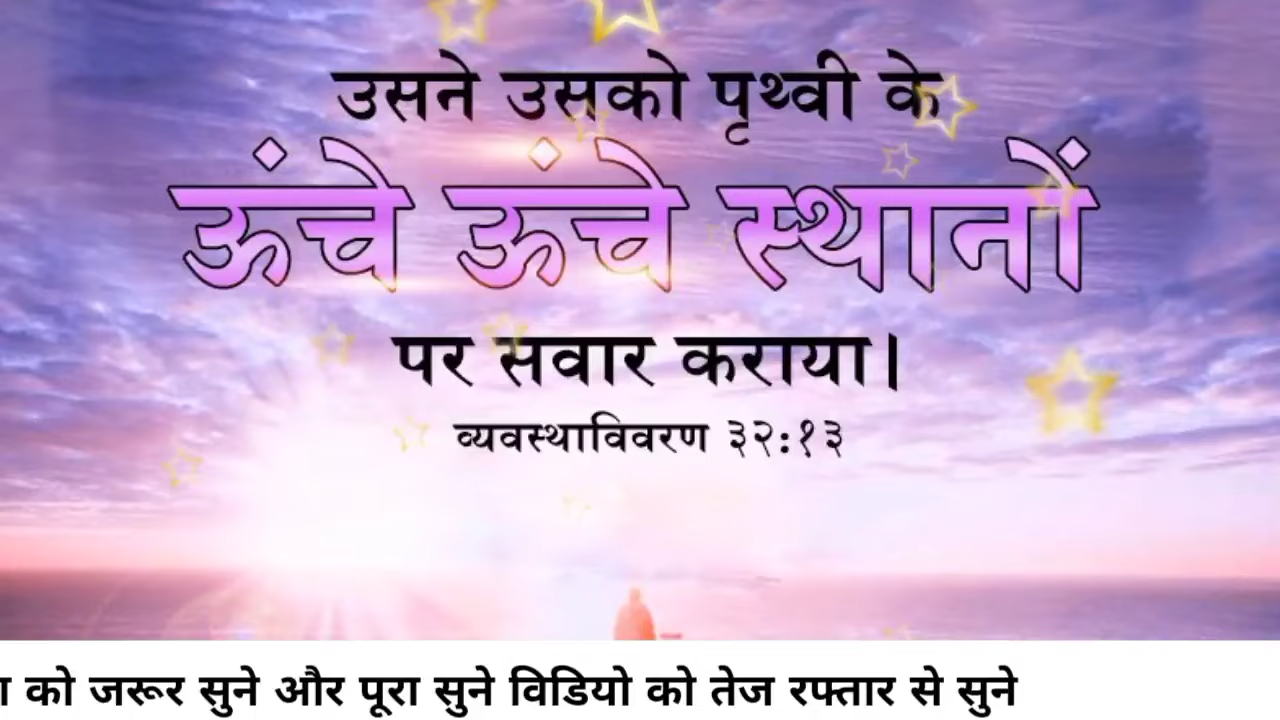 उसने उसको पृथ्वी के
ऊंचे ऊंचे स्थानों
पर सवार कराया।
व्यवस्थाविवरण ३२:१३
को जरूर सुने और पूरा सुने विडियो को तेज रफ्तार से सुने